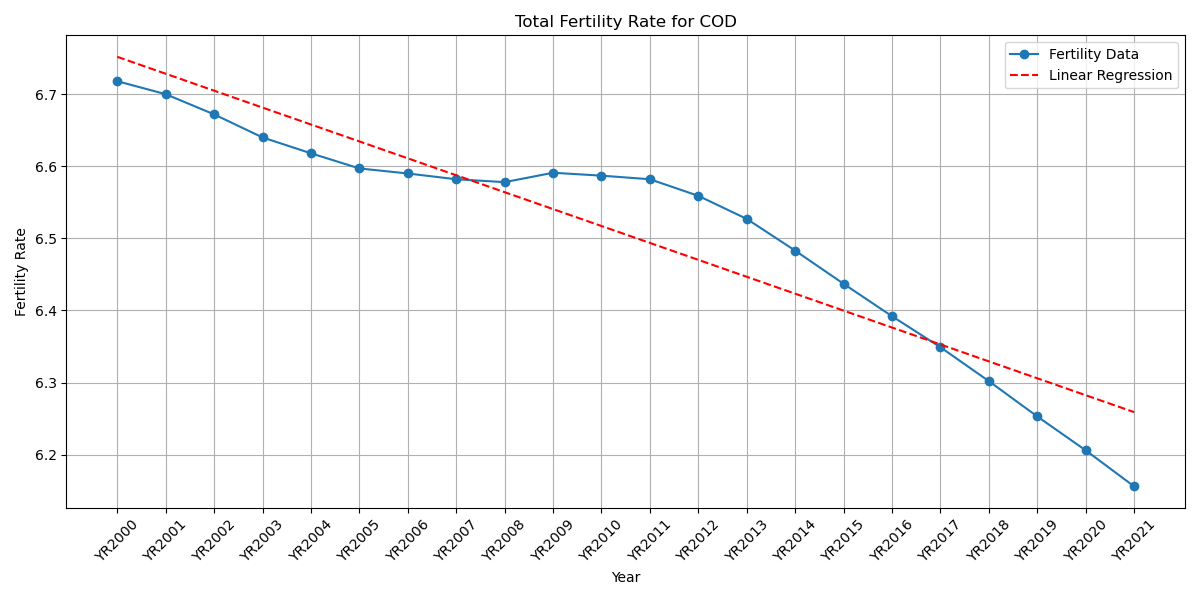 Total Fertility Rate for COD
Fertility Data
Linear Regression
Fertility Rate
6.7
6.6
6.5
6.4
6.3
6.2
YR2000
YR2001
YR2002
YR2003
YR2004
YR2005
YR2006
YR2007
YR2008
YR2009
YR2010
YR2011
YR2012
YR2013
YR2014
YR2015
YR2016
YR2017
YR2018
YR2019
YR2020
YR2021
Year